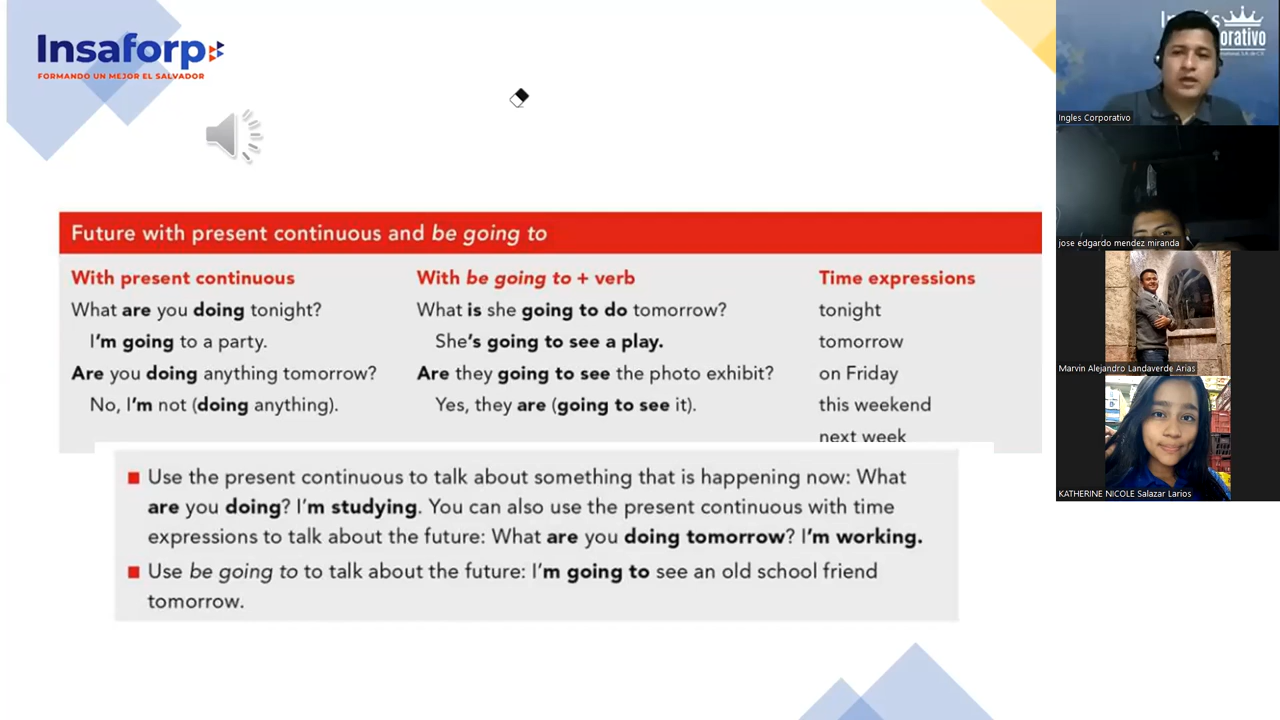 Insaforp
FORMANDO UN MEJOR EL SALVADOR
Future with present continuous and be going to
With present continuous
What are you doing tonight?
I'm going to a party.
Are you doing anything tomorrow?
No, I'm not (doing anything).
With be going to + verb
What is she going to do tomorrow?
She's going to see a play.
Are they going to see the photo exhibit?
Yes, they are (going to see it).
Time expressions
tonight
tomorrow
on Friday
this weekend
next week
Use the present continuous to talk about something that is happening now: What
are you doing? I'm studying. You can also use the present continuous with time
expressions to talk about the future: What are you doing tomorrow? I'm working.
Use be going to to talk about the future: I'm going to see an old school friend
tomorrow.
Ingles Corporativo
jose edgardo mendez miranda
Marvin Alejandro Landaverde Arias
KATHERINE NICOLE Salazar Larios